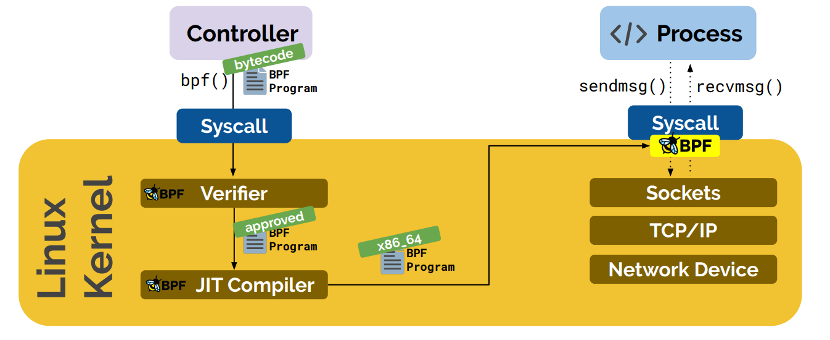 Controller
bytecode
bpf()
BPF
Program
Syscall
</> Process
sendmsg()
recvmsg()
Syscall
BPF
Linux
Kernel
BPF Verifier
approved
BPF
Program
BPF JIT Compiler
x86_64
BPF
Program
Sockets
TCP/IP
Network Device